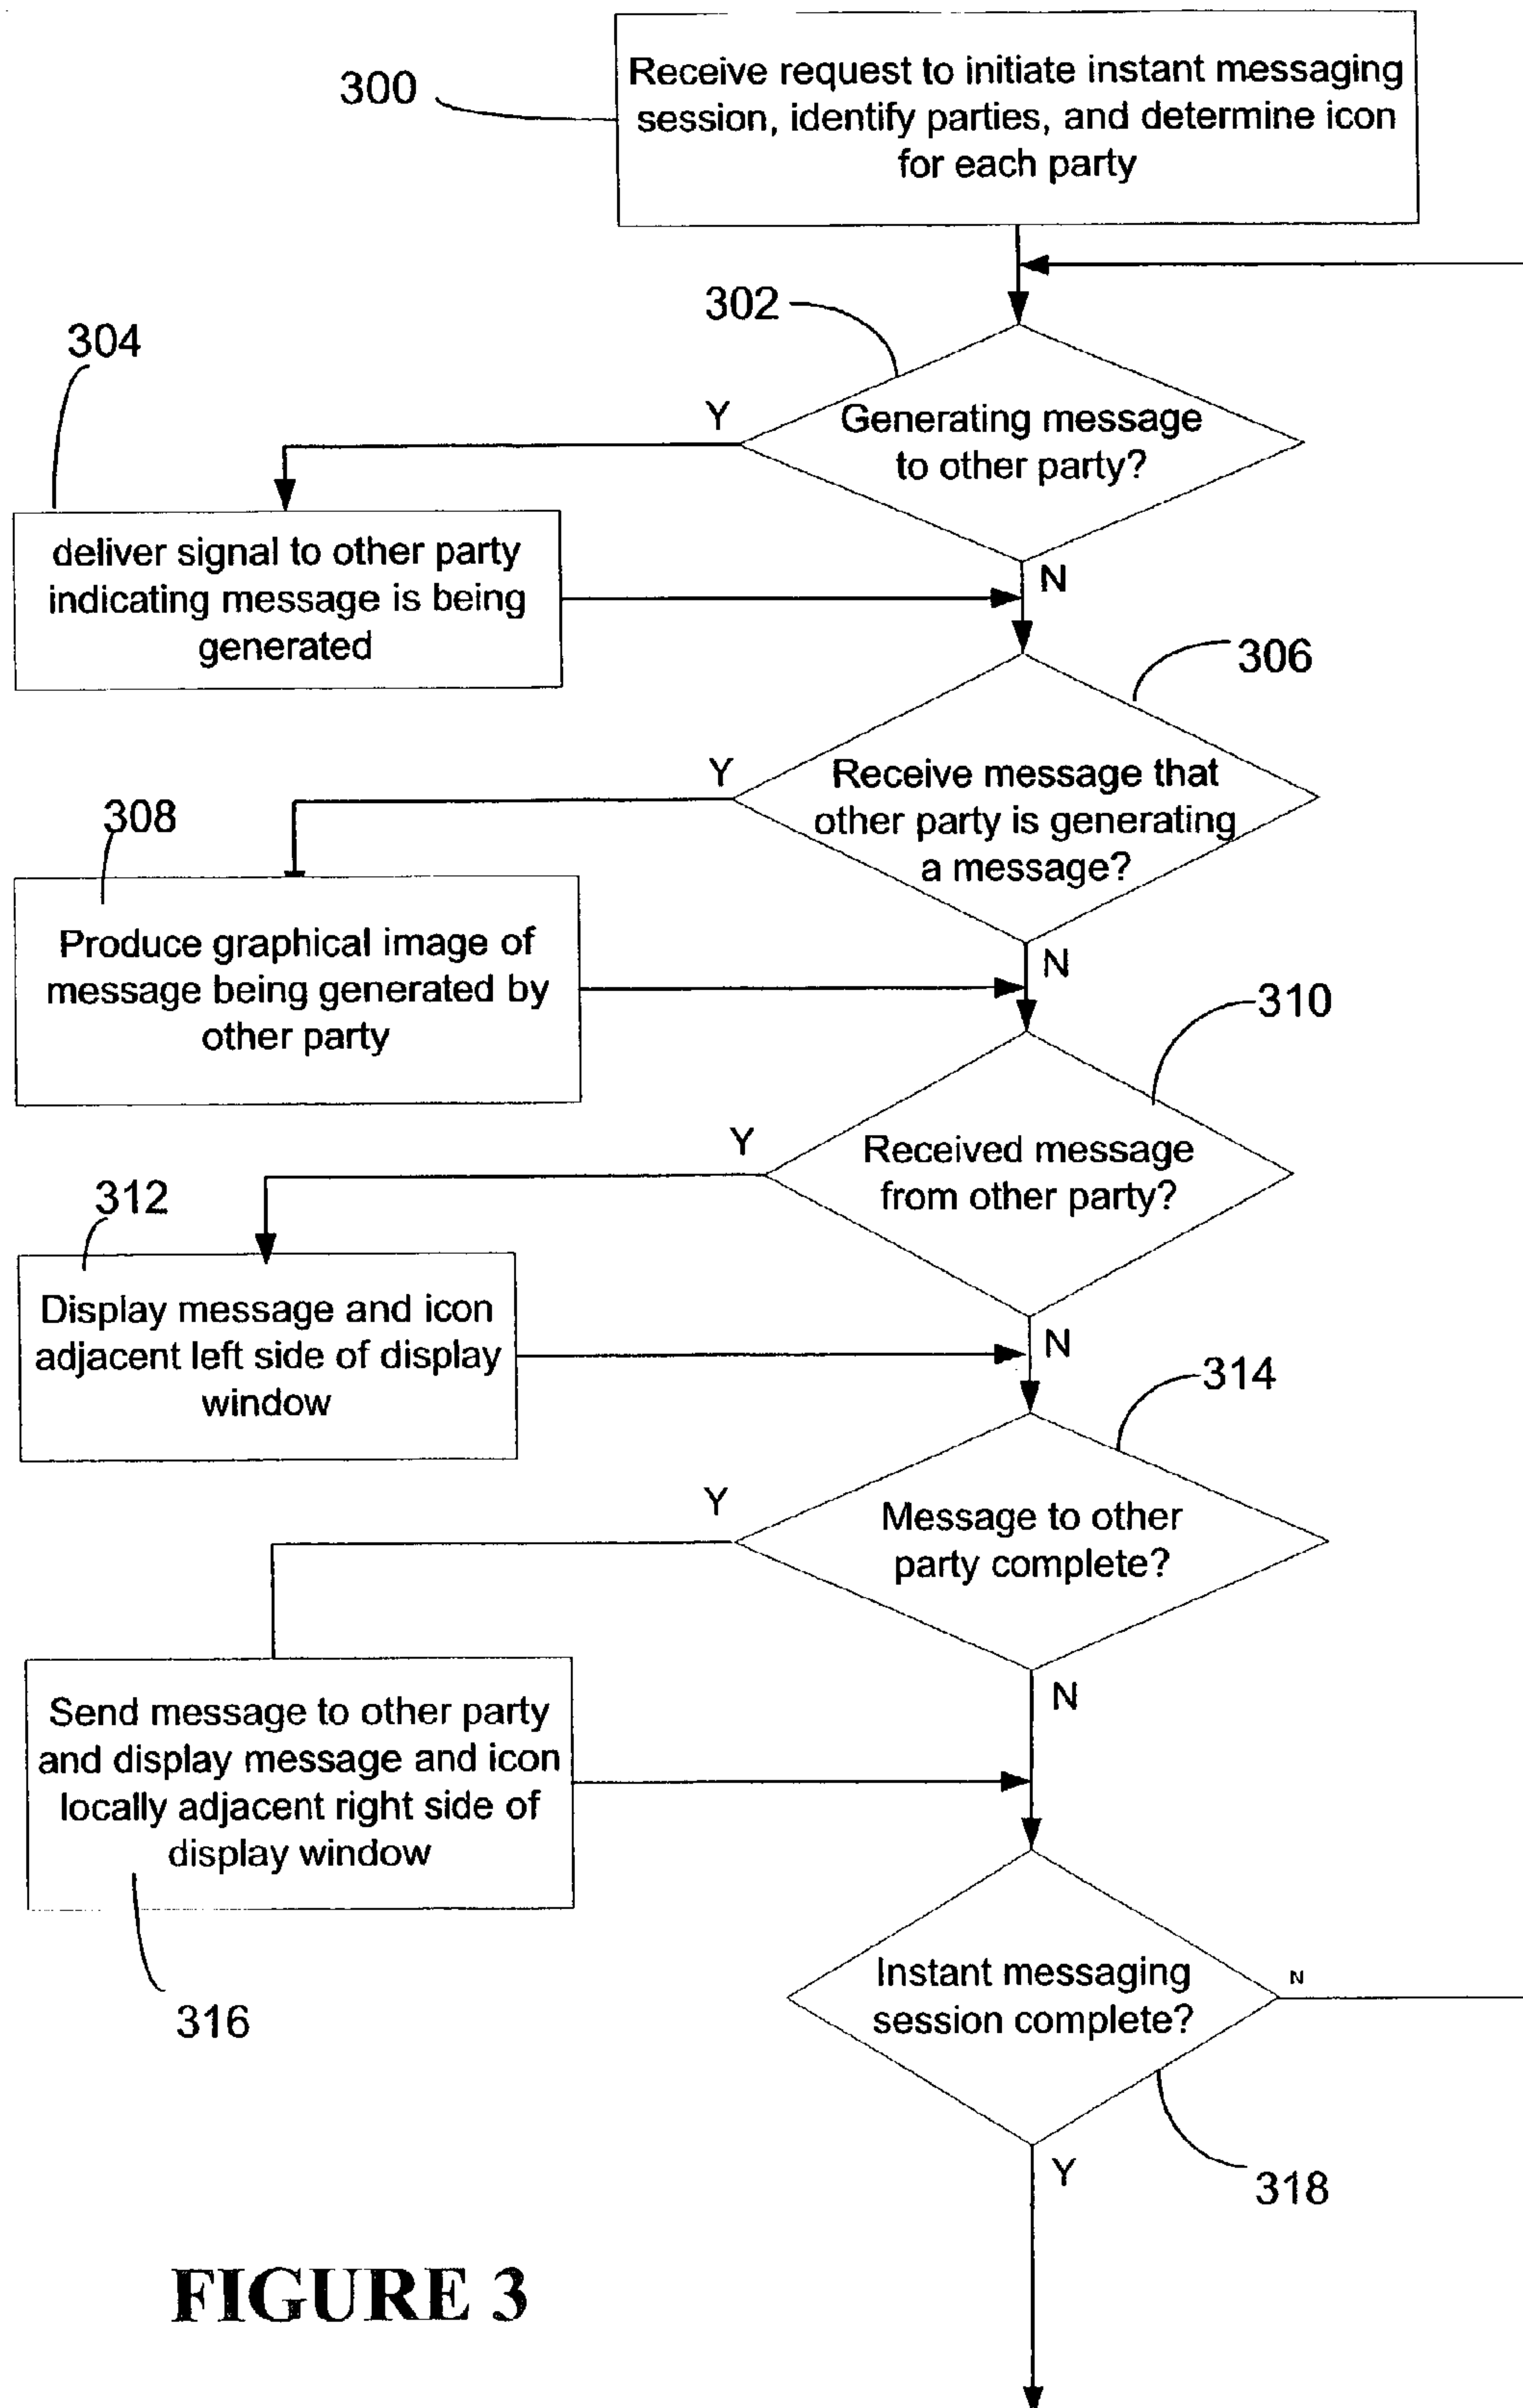 300
Receive request to initiate instant messaging
session, identify parties, and determine icon
for each party
302
304
Y
Generating message
to other party?
deliver signal to other party
indicating message is being
generated
N
306
Y
Receive message that
other party is generating
a message?
308
Produce graphical image of
message being generated by
other party
N
310
Y
Received message
from other party?
312
Display message and icon
adjacent left side of display
window
N
314
Y
Message to other
party complete?
Send message to other party
and display message and icon
locally adjacent right side of
display window
N
316
Instant messaging
session complete?
N
Y
318
FIGURE 3